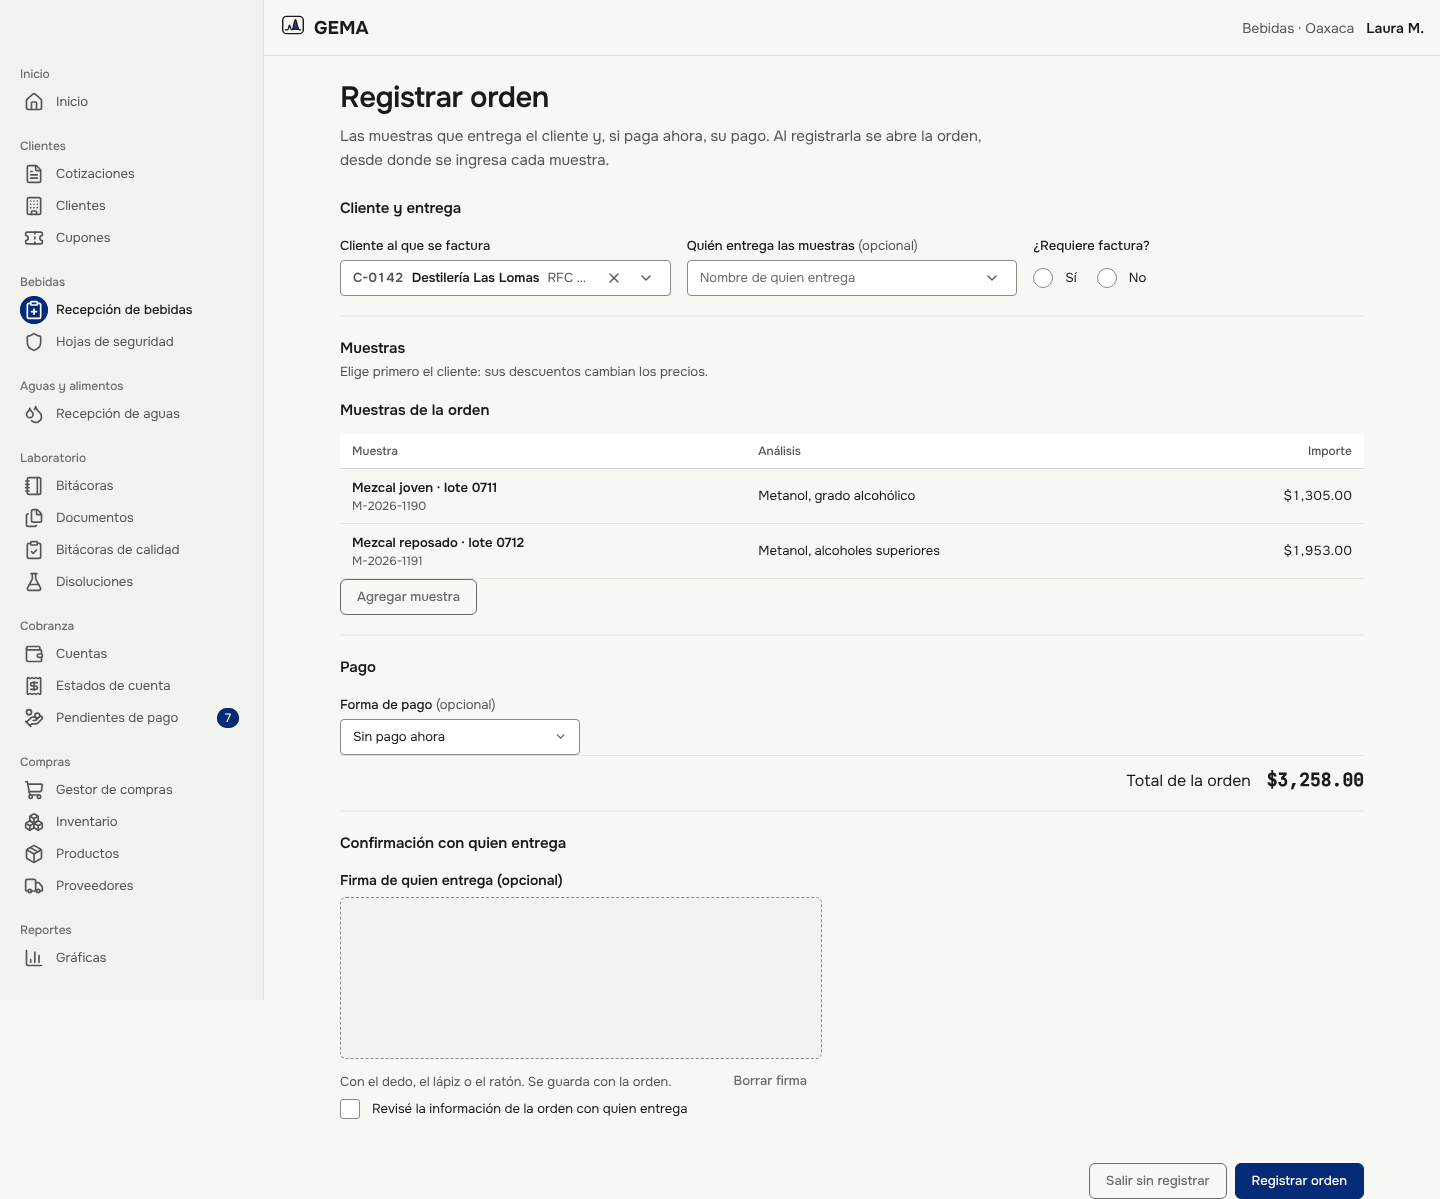 GEMA
Bebidas · Oaxaca Laura M.
Inicio
Inicio
Clientes
Cotizaciones
Clientes
Cupones
Bebidas
Recepción de bebidas
Hojas de seguridad
Aguas y alimentos
Recepción de aguas
Laboratorio
Bitácoras
Documentos
Bitácoras de calidad
Disoluciones
Cobranza
Cuentas
Estados de cuenta
Pendientes de pago 7
Compras
Gestor de compras
Inventario
Productos
Proveedores
Reportes
Gráficas
Registrar orden
Las muestras que entrega el cliente y, si paga ahora, su pago. Al registrarla se abre la orden,
desde donde se ingresa cada muestra.
Cliente y entrega
Cliente al que se factura
C-0142 Destilería Las Lomas RFC ...
Quién entrega las muestras (opcional)
Nombre de quien entrega
¿Requiere factura?
Sí No
Muestras
Elige primero el cliente: sus descuentos cambian los precios.
Muestras de la orden
Muestra Análisis Importe
Mezcal joven · lote 0711
M-2026-1190
Metanol, grado alcohólico $1,305.00
Mezcal reposado · lote 0712
M-2026-1191
Metanol, alcoholes superiores $1,953.00
Agregar muestra
Pago
Forma de pago (opcional)
Sin pago ahora
Total de la orden $3,258.00
Confirmación con quien entrega
Firma de quien entrega (opcional)
Con el dedo, el lápiz o el ratón. Se guarda con la orden. Borrar firma
Revisé la información de la orden con quien entrega
Salir sin registrar Registrar orden